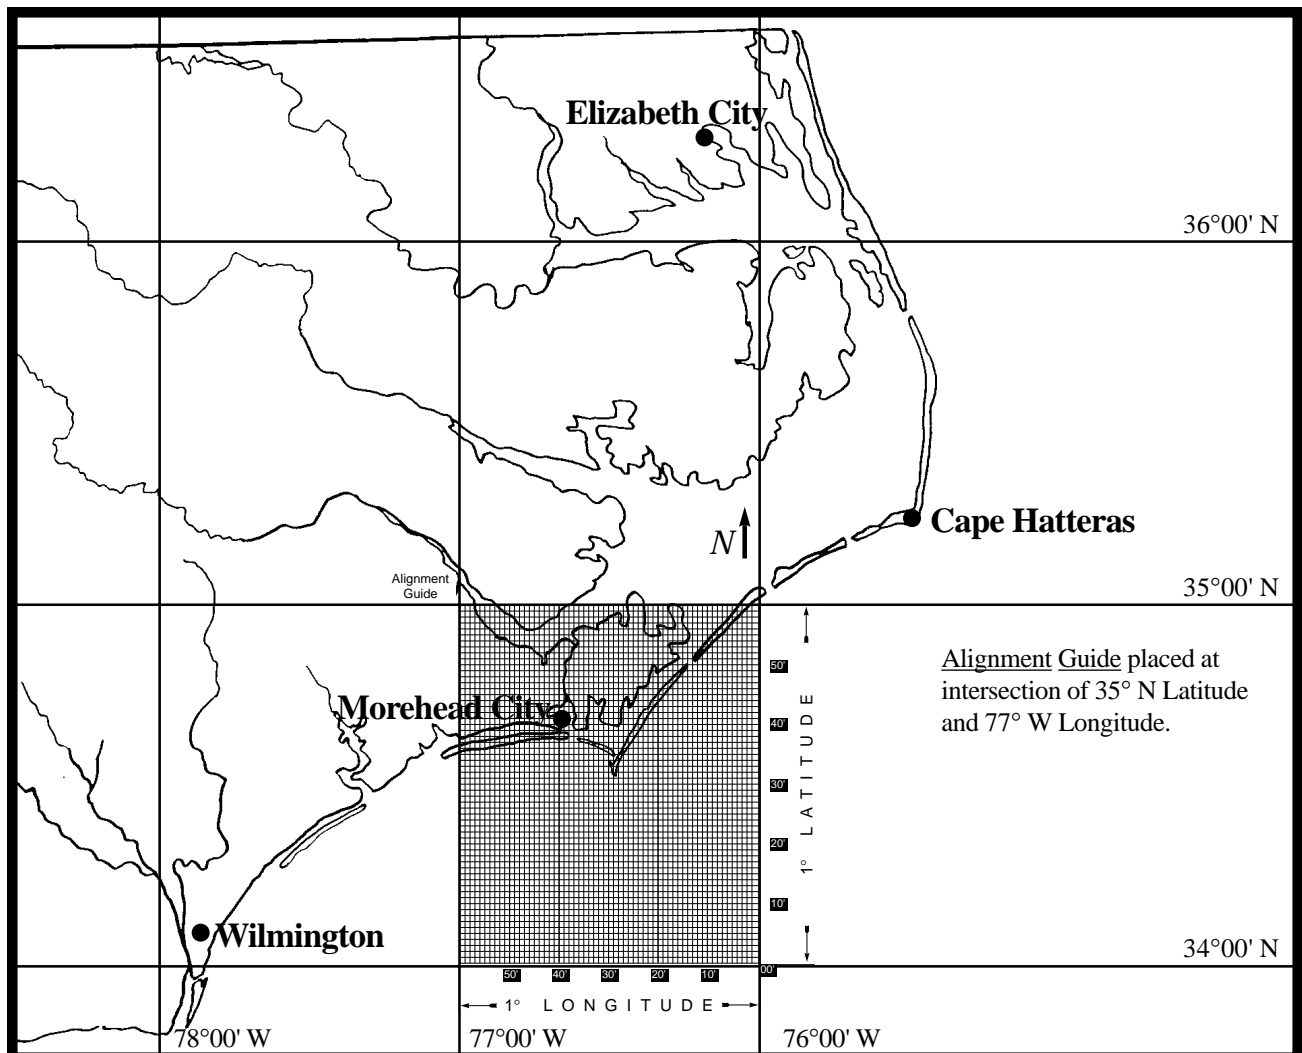 Elizabeth City
36°00' N
N
Cape Hatteras
Alignment
Guide
35°00' N
Alignment Guide placed at
intersection of 35° N Latitude
and 77° W Longitude.
50'
Morehead City
40'
30'
20'
10'
1° LATITUDE
Wilmington
34°00' N
50' 40' 30' 20' 10' 00'
1° LONGITUDE
78°00' W 77°00' W 76°00' W